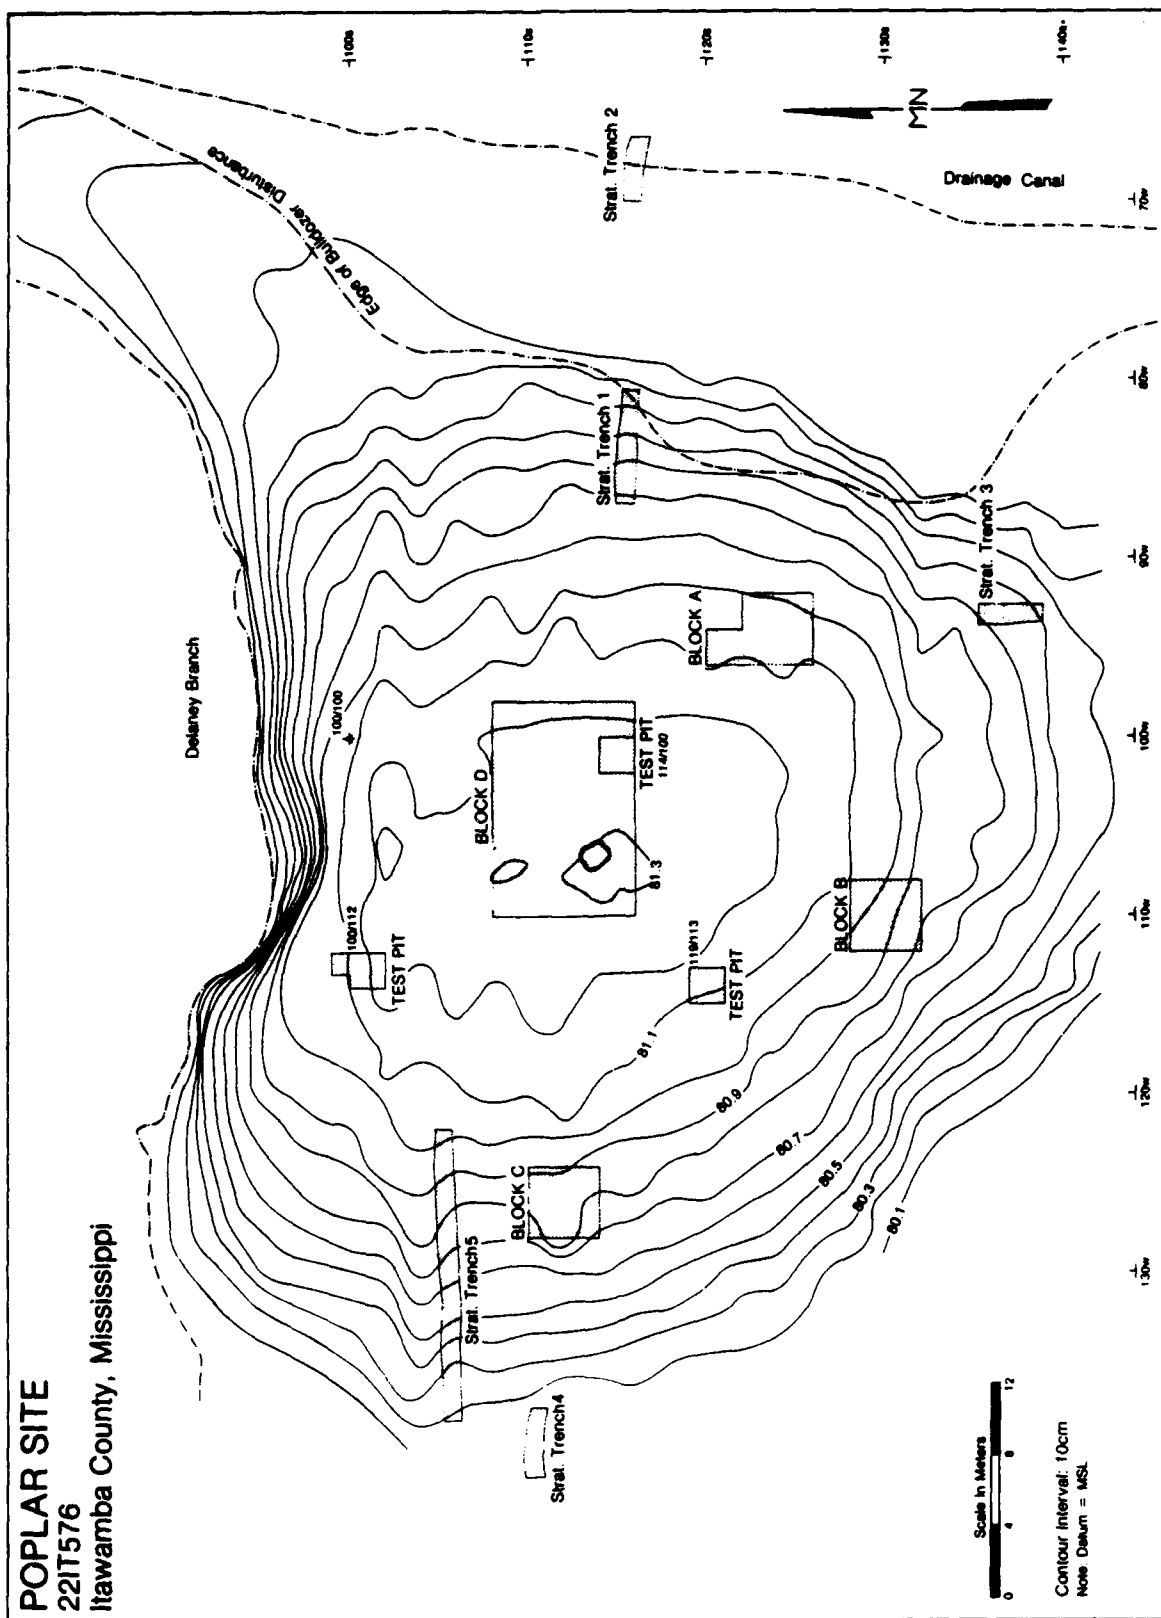 POPLAR SITE
22IT576
Itawamba County, Mississippi
Delaney Branch
Edge of Bulldozer Disturbance
Strat. Trench 2
Drainage Canal
MN
Strat. Trench 1
Strat. Trench 3
BLOCK A
100/100
BLOCK D
TEST PIT
114/100
81.3
100/112
TEST PIT
119/113
TEST PIT
BLOCK B
BLOCK C
Strat. Trench5
Strat. Trench4
81.1
80.9
80.7
80.5
80.3
80.1
100s
110s
120s
130s
140s
70w
80w
90w
100w
110w
120w
130w
Scale in Meters
0 4 8 12
Contour Interval: 10cm
Note: Datum = MSL